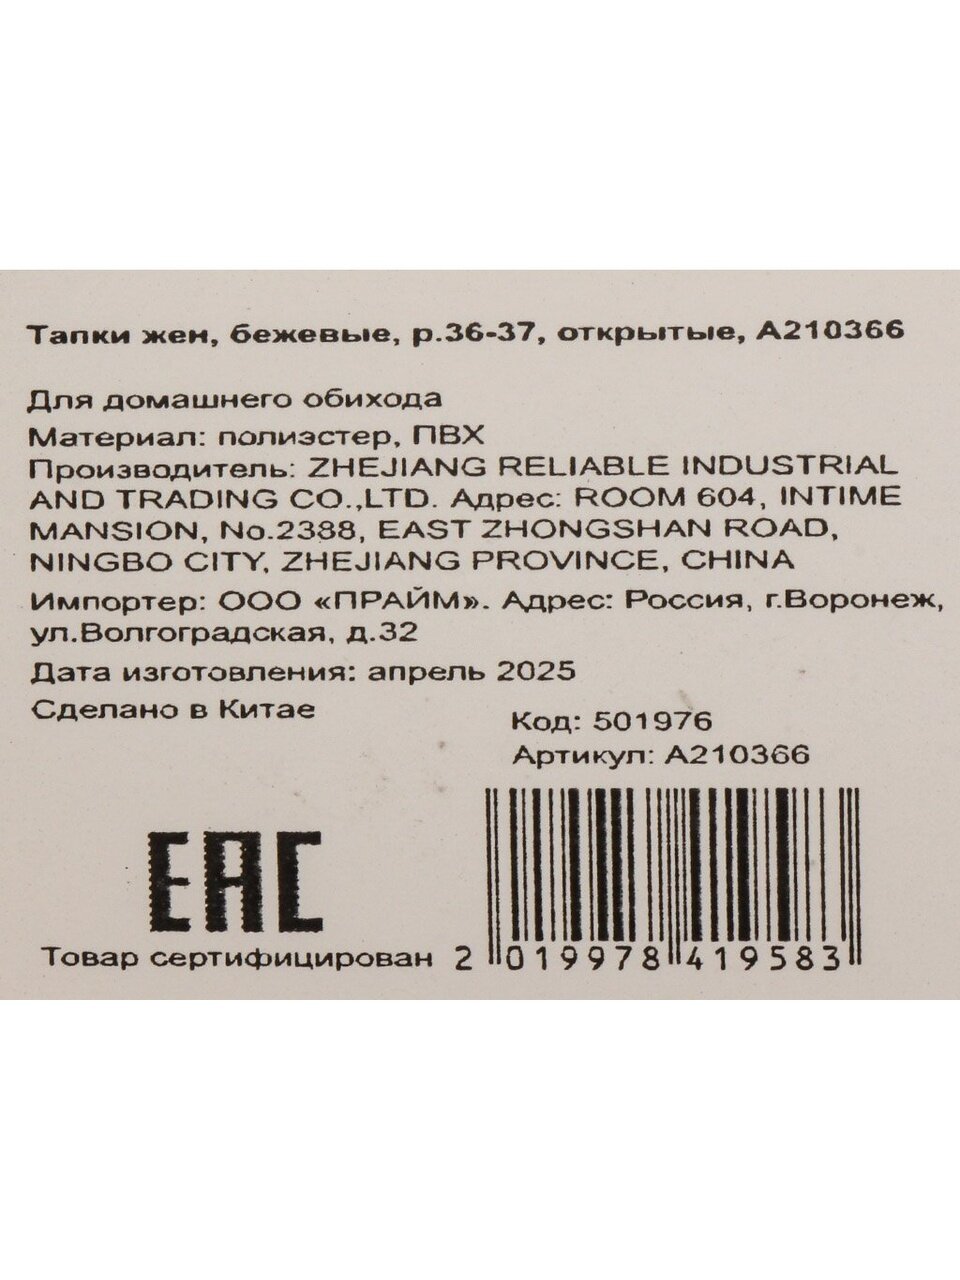 Тапки жен, бежевые, р.36-37, открытые, А210366
Для домашнего обихода
Материал: полиэстер, ПВХ
Производитель: ZHEJIANG RELIABLE INDUSTRIAL
AND TRADING CO.,LTD. Адрес: ROOM 604, INTIME
MANSION, No.2388, EAST ZHONGSHAN ROAD,
NINGBO CITY, ZHEJIANG PROVINCE, CHINA
Импортер: ООО «ПРАЙМ». Адрес: Россия, г.Воронеж,
ул.Волгоградская, д.32
Дата изготовления: апрель 2025
Сделано в Китае
Код: 501976
Артикул: А210366
EAC
Товар сертифицирован
2 019978 419583